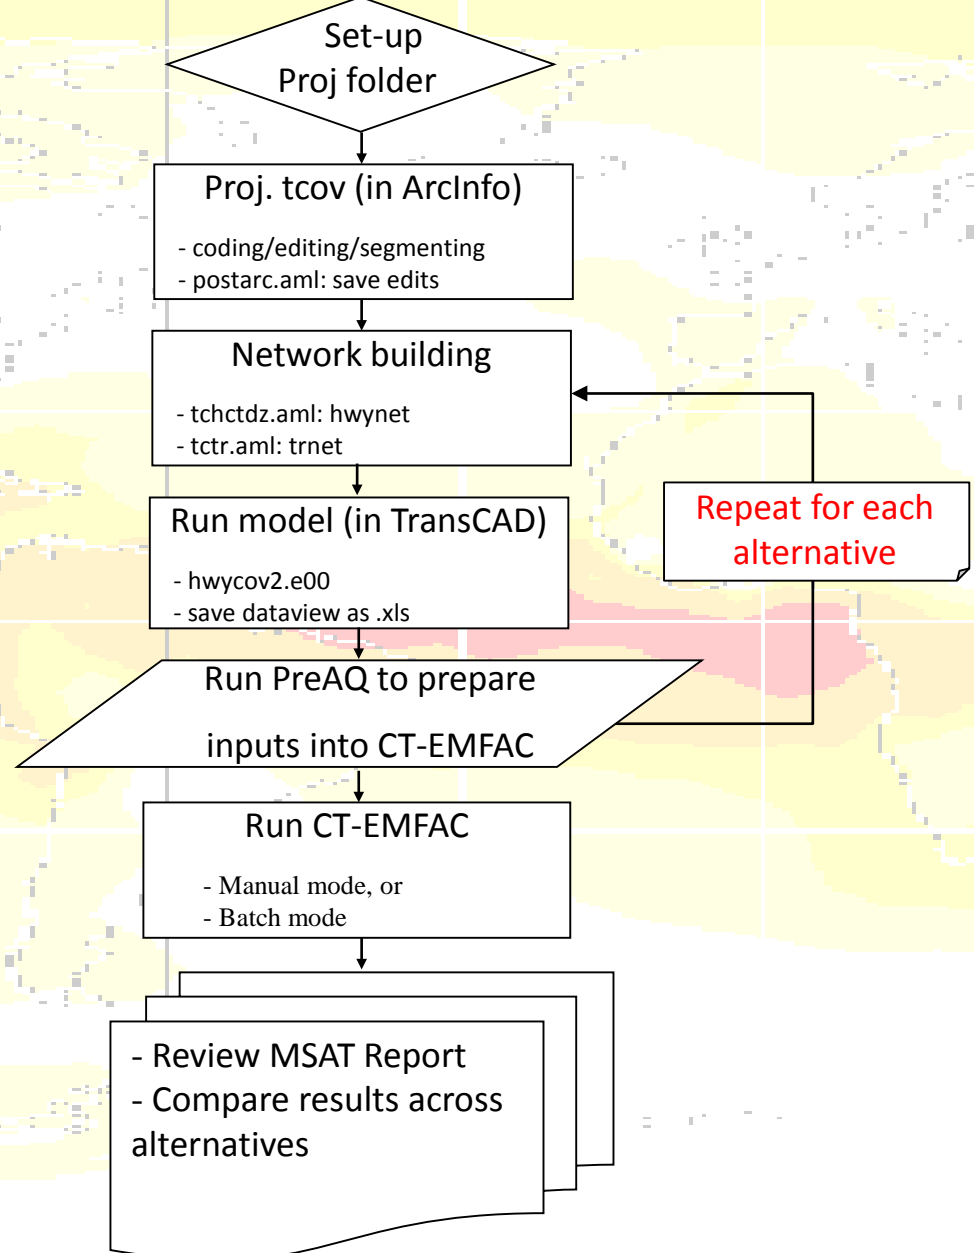 Set-up
Proj folder
Proj. tcov (in ArcInfo)
- coding/editing/segmenting
- postarc.aml: save edits
Network building
- tchctdz.aml: hwynet
- tctr.aml: trnet
Run model (in TransCAD)
- hwycov2.e00
- save dataview as .xls
Repeat for each
alternative
Run PreAQ to prepare
inputs into CT-EMFAC
Run CT-EMFAC
- Manual mode, or
- Batch mode
- Review MSAT Report
- Compare results across
alternatives